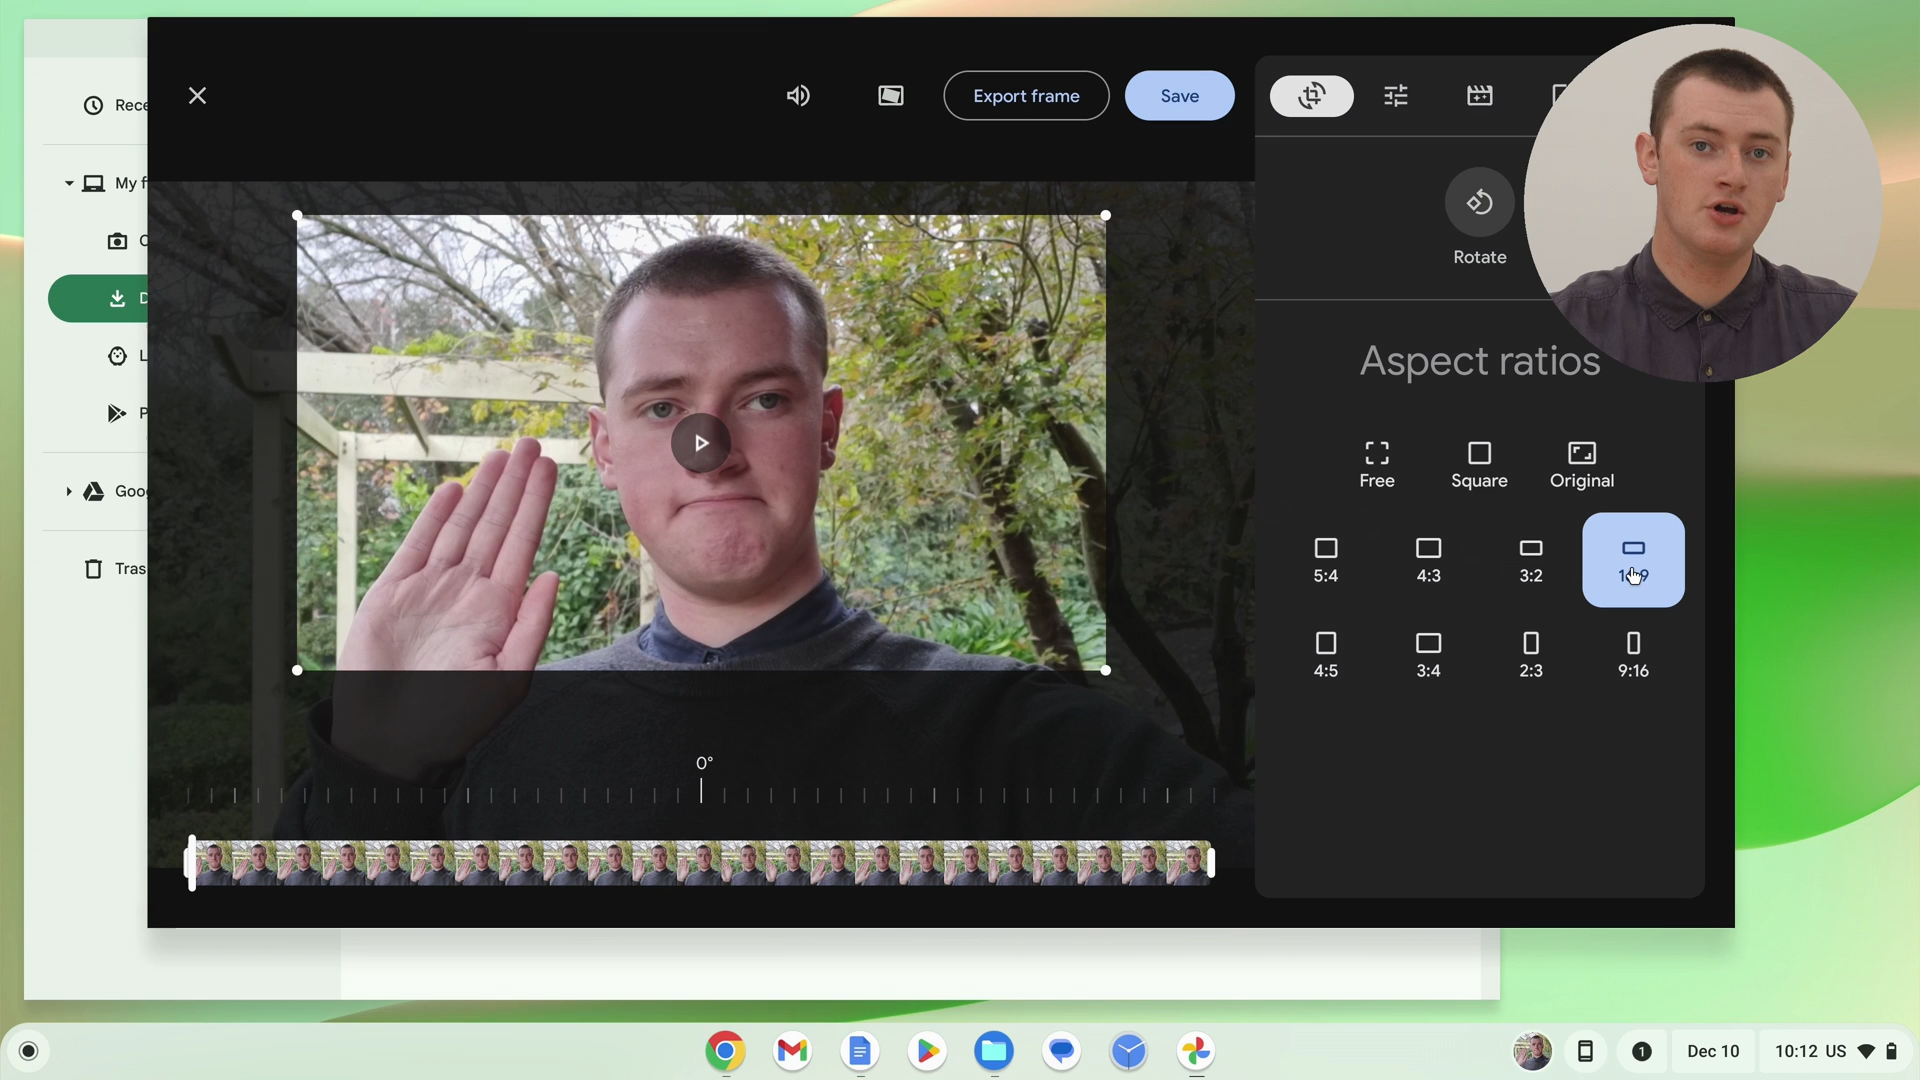 Rece
Export frame
Save
My f
Rotate
Aspect ratios
Free
Square
Original
5:4
4:3
3:2
4:5
3:4
2:3
9:16
Goo
Tras
0°
1
Dec 10
10:12 US